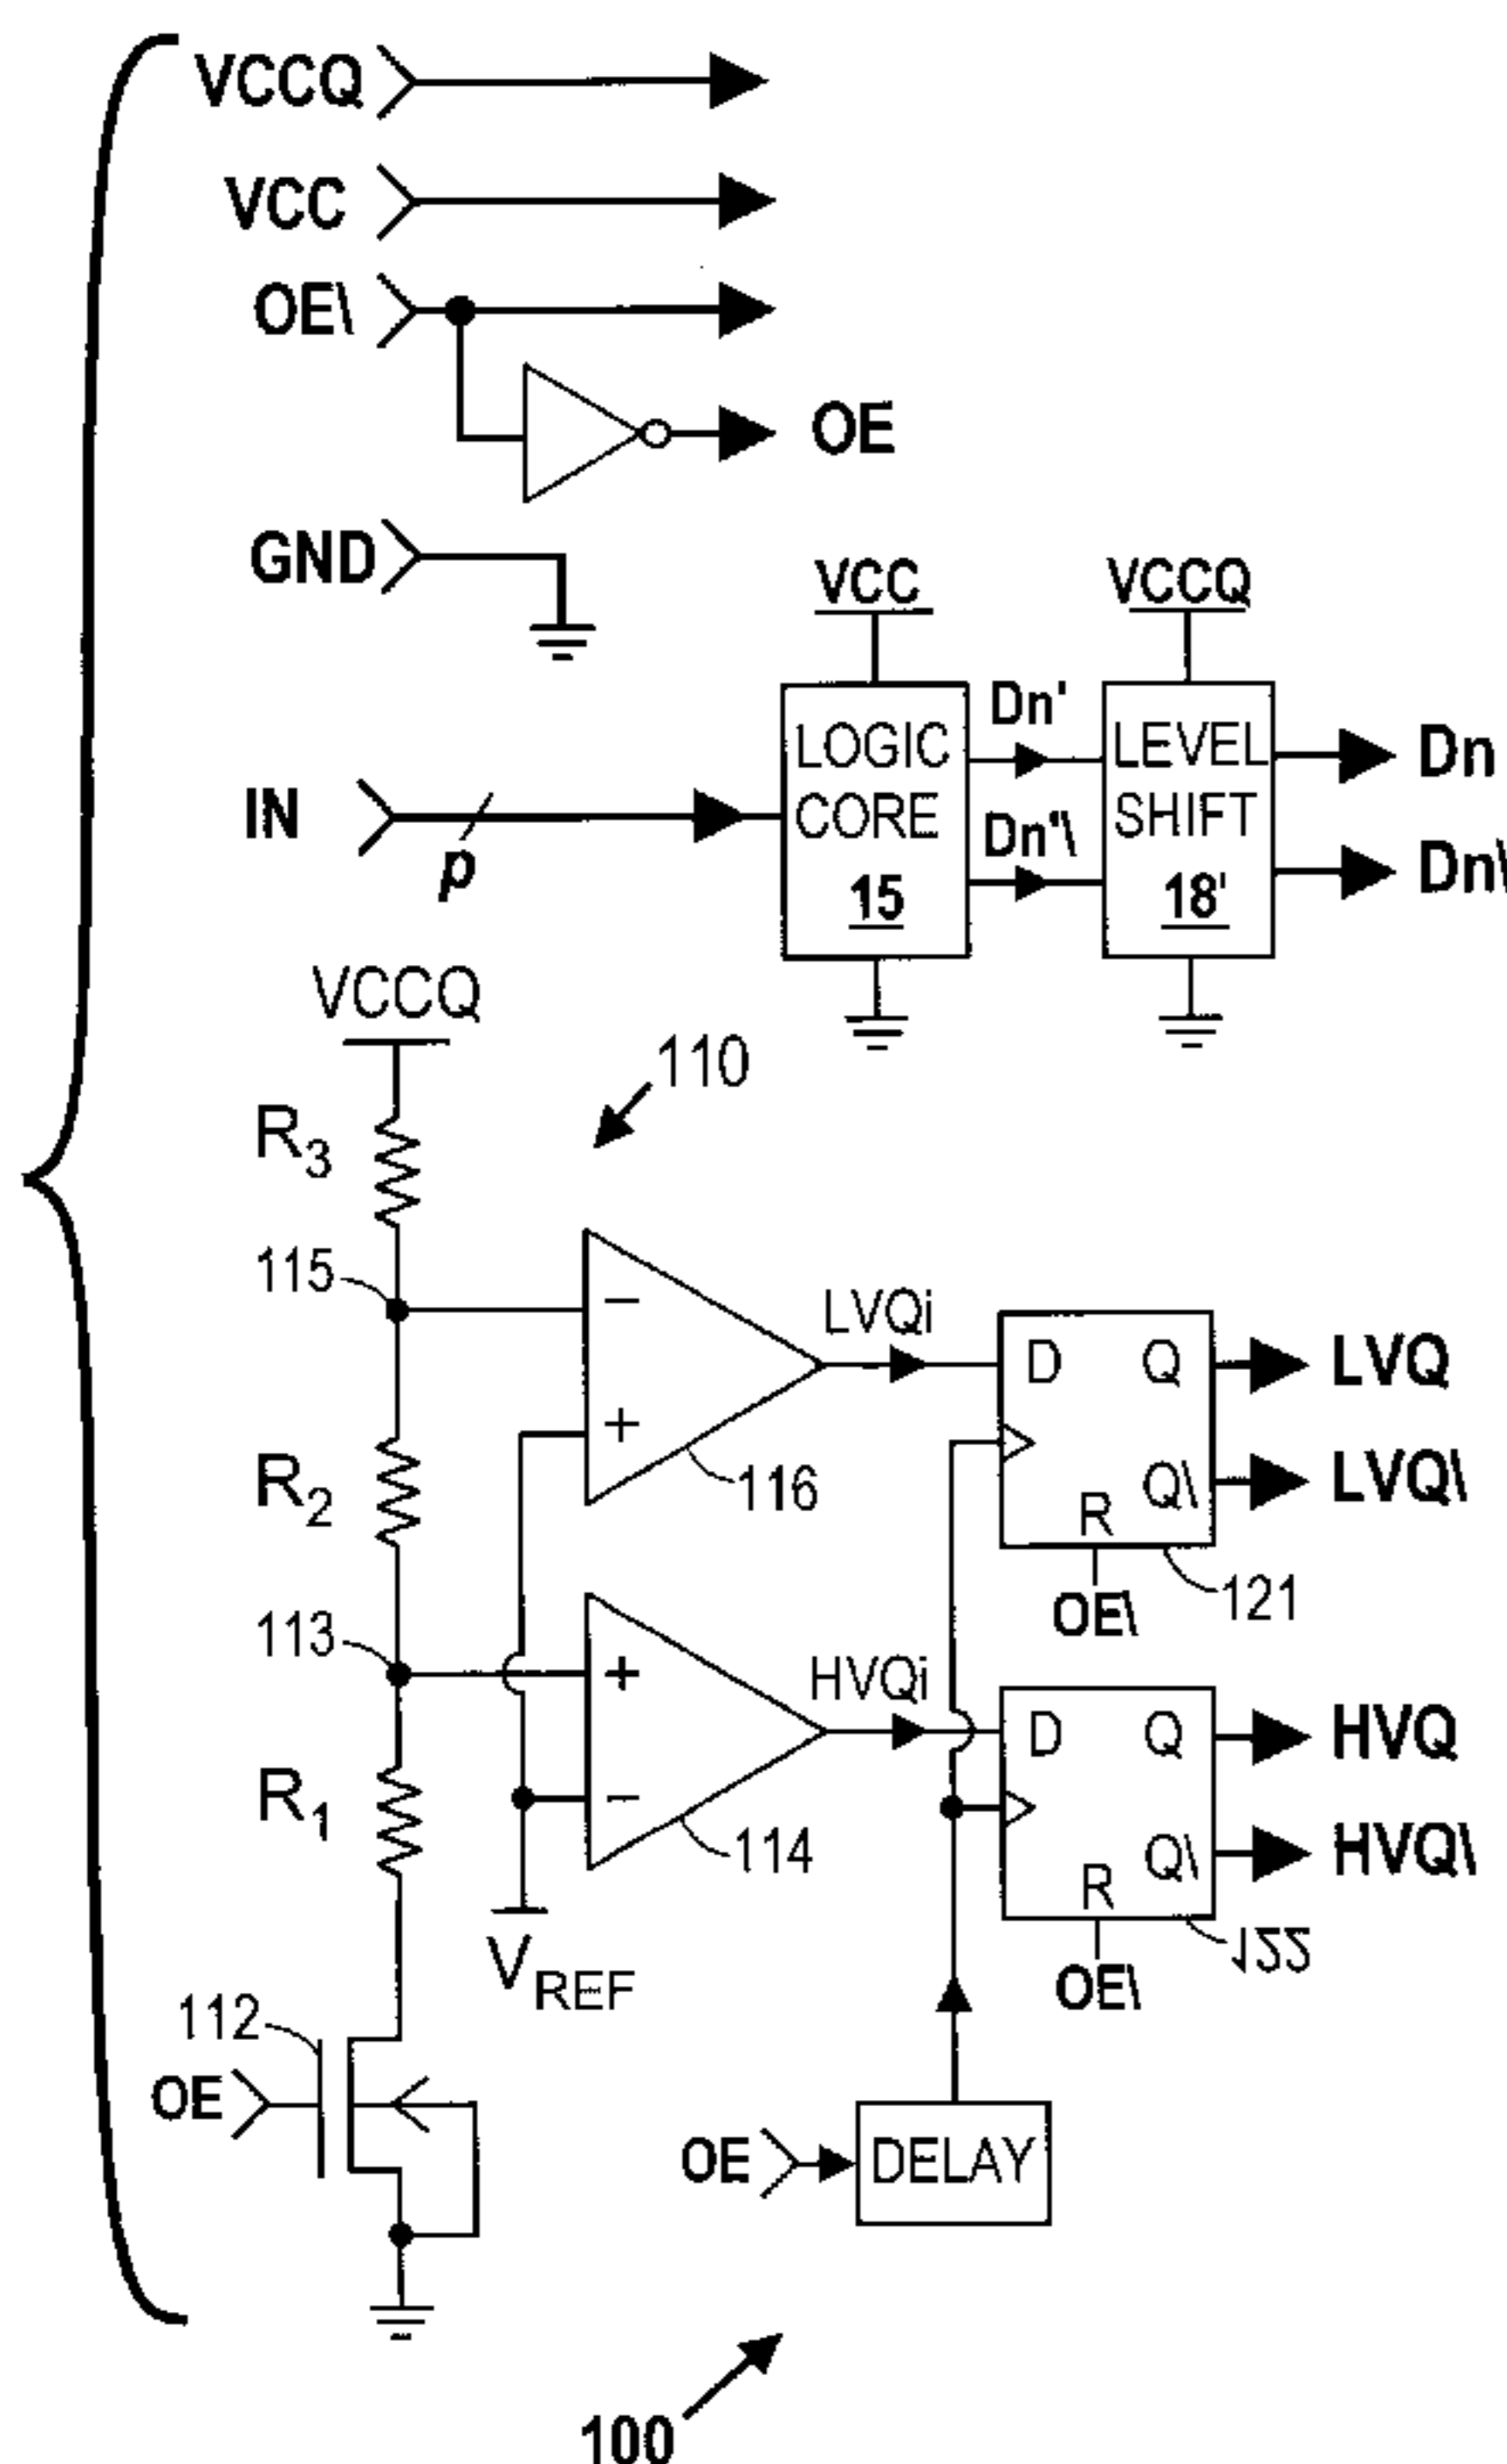 VCCQ
VCC
OE\
OE
GND
VCC
VCCQ
IN
p
LOGIC
CORE
15
Dn'
Dn'\
LEVEL
SHIFT
18'
Dn
Dn\
VCCQ
110
R3
115
−
+
116
LVQi
D
Q
Q\
R
OE\
121
LVQ
LVQ\
R2
113
+
−
114
HVQi
D
Q
Q\
R
OE\
122
HVQ
HVQ\
R1
VREF
112
OE
OE
DELAY
100